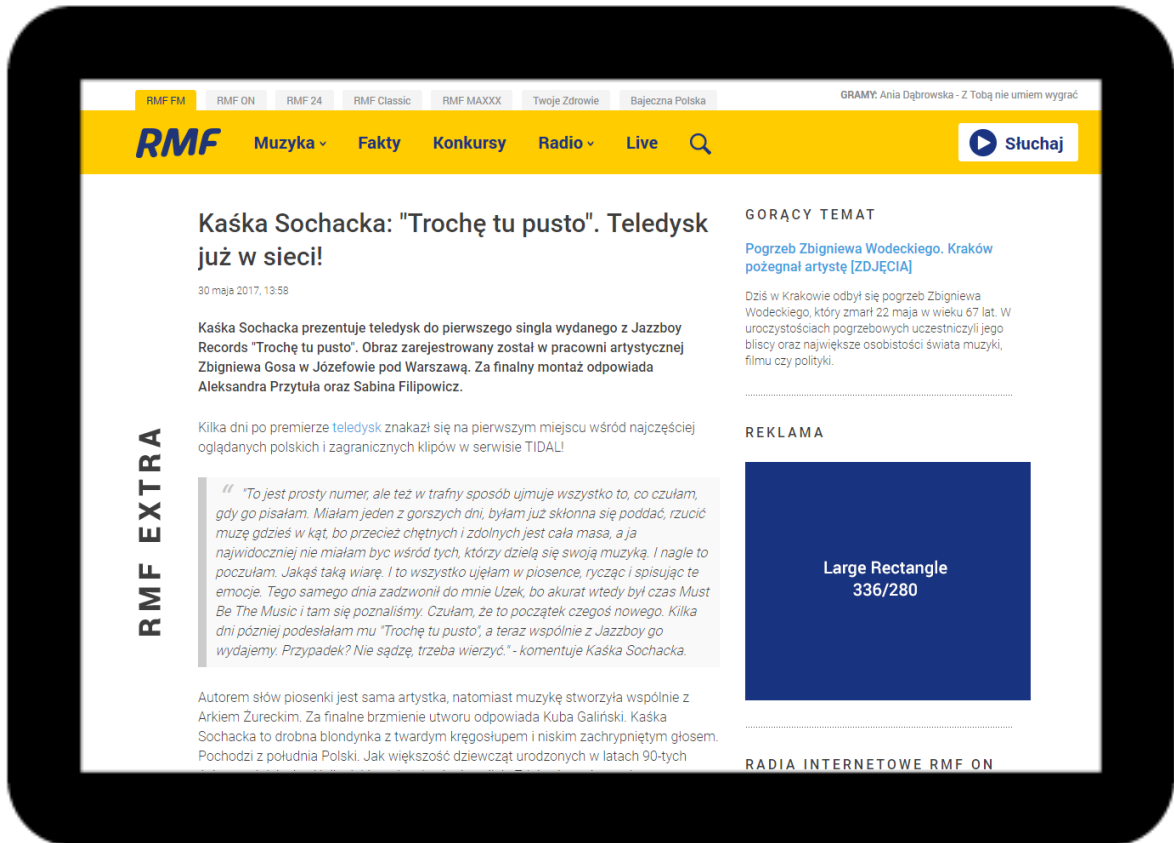 RMF FM
RMF ON
RMF 24
RMF Classic
RMF MAXXX
Twoje Zdrowie
Bajeczna Polska
GRAMY: Ania Dąbrowska - Z Tobą nie umiem wygrać
RMF
Muzyka
Fakty
Konkursy
Radio
Live
Słuchaj
RMF EXTRA
Kaśka Sochacka: "Trochę tu pusto". Teledysk
już w sieci!
30 maja 2017, 13:58
Kaśka Sochacka prezentuje teledysk do pierwszego singla wydanego z Jazzboy
Records "Trochę tu pusto". Obraz zarejestrowany został w pracowni artystycznej
Zbigniewa Gosa w Józefowie pod Warszawą. Za finalny montaż odpowiada
Aleksandra Przytuła oraz Sabina Filipowicz.
Kilka dni po premierze teledysk znakazł się na pierwszym miejscu wśród najczęściej
oglądanych polskich i zagranicznych klipów w serwisie TIDAL!
“ "To jest prosty numer, ale też w trafny sposób ujmuje wszystko to, co czułam,
gdy go pisałam. Miałam jeden z gorszych dni, byłam już skłonna się poddać, rzucić
muzę gdzieś w kąt, bo przecież chętnych i zdolnych jest cała masa, a ja
najwidoczniej nie miałam byc wśród tych, którzy dzielą się swoją muzyką. I nagle to
poczułam. Jakąś taką wiarę. I to wszystko ujęłam w piosence, rycząc i spisując te
emocje. Tego samego dnia zadzwonił do mnie Uzek, bo akurat wtedy był czas Must
Be The Music i tam się poznaliśmy. Czułam, że to początek czegoś nowego. Kilka
dni pózniej podesłałam mu "Trochę tu pusto", a teraz wspólnie z Jazzboy go
wydajemy. Przypadek? Nie sądzę, trzeba wierzyć." - komentuje Kaśka Sochacka.
Autorem słów piosenki jest sama artystka, natomiast muzykę stworzyła wspólnie z
Arkiem Żureckim. Za finalne brzmienie utworu odpowiada Kuba Galiński. Kaśka
Sochacka to drobna blondynka z twardym kręgosłupem i niskim zachrypniętym głosem.
Pochodzi z południa Polski. Jak większość dziewcząt urodzonych w latach 90-tych
GORĄCY TEMAT
Pogrzeb Zbigniewa Wodeckiego. Kraków
pożegnał artystę [ZDJĘCIA]
Dziś w Krakowie odbył się pogrzeb Zbigniewa
Wodeckiego, który zmarł 22 maja w wieku 67 lat. W
uroczystościach pogrzebowych uczestniczyli jego
bliscy oraz największe osobistości świata muzyki,
filmu czy polityki.
REKLAMA
Large Rectangle
336/280
RADIA INTERNETOWE RMF ON